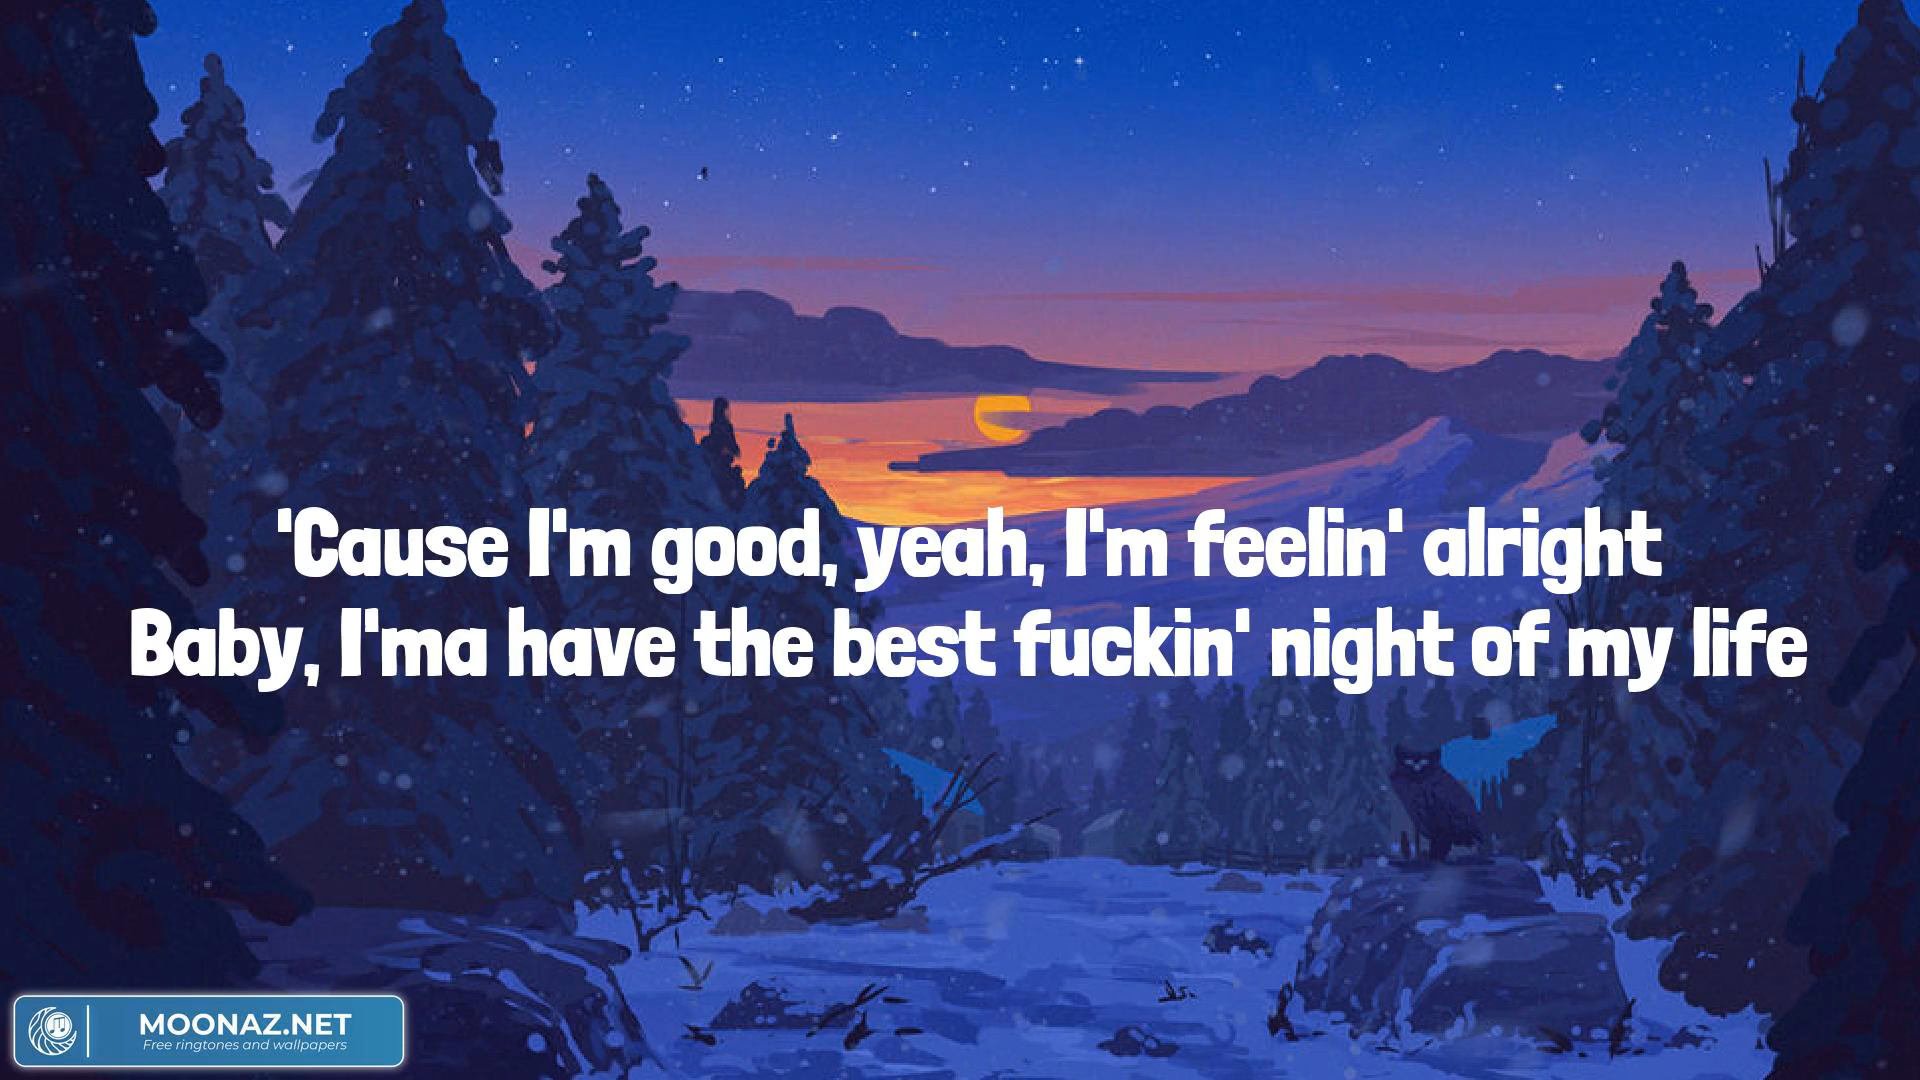 'Cause I'm good, yeah, I'm feelin' alright
Baby, I'ma have the best fuckin' night of my life
MOONAZ.NET
Free ringtones and wallpapers